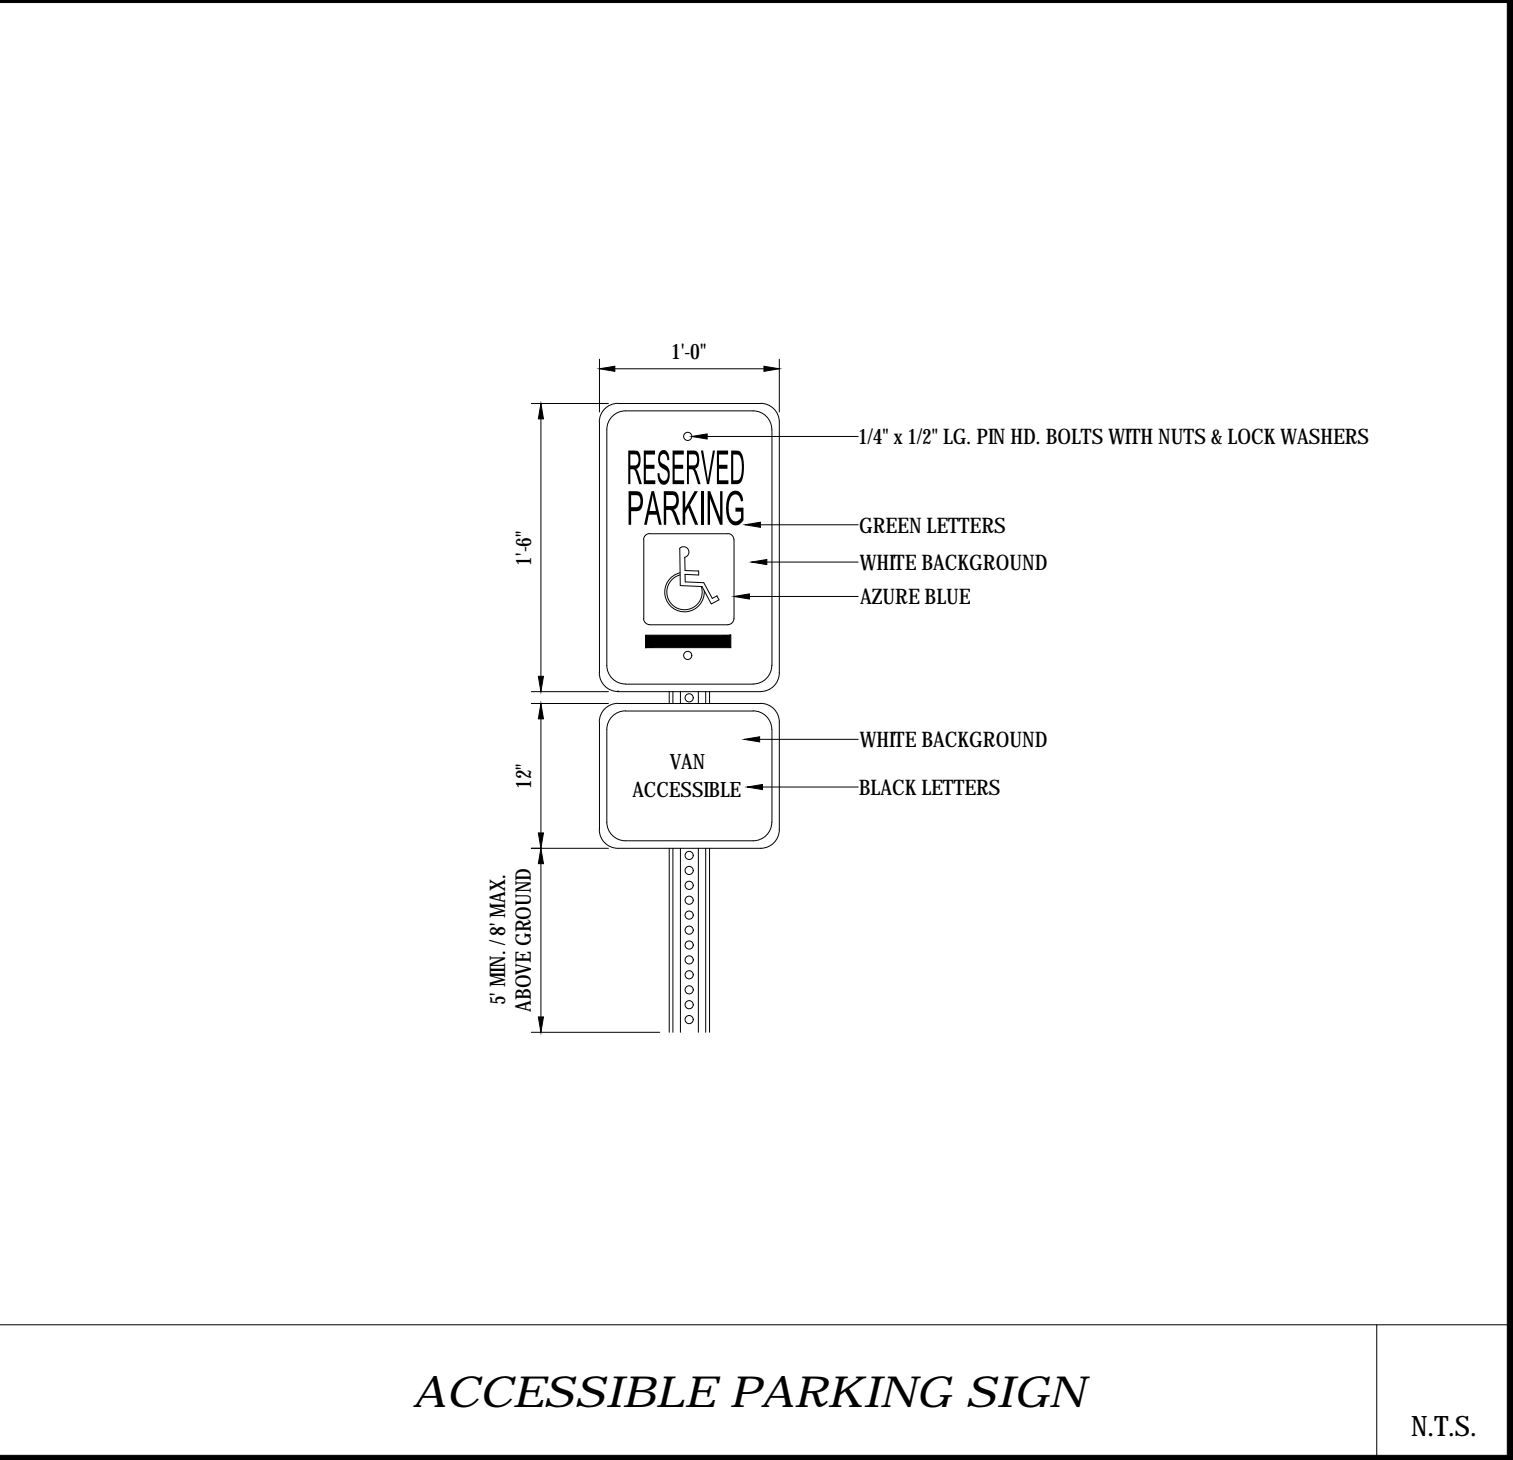 1'-0"
1/4" x 1/2" LG. PIN HD. BOLTS WITH NUTS & LOCK WASHERS
RESERVED
PARKING
GREEN LETTERS
1'-6"
WHITE BACKGROUND
AZURE BLUE
WHITE BACKGROUND
12"
VAN
ACCESSIBLE
BLACK LETTERS
5' MIN. / 8' MAX.
ABOVE GROUND
ACCESSIBLE PARKING SIGN
N.T.S.